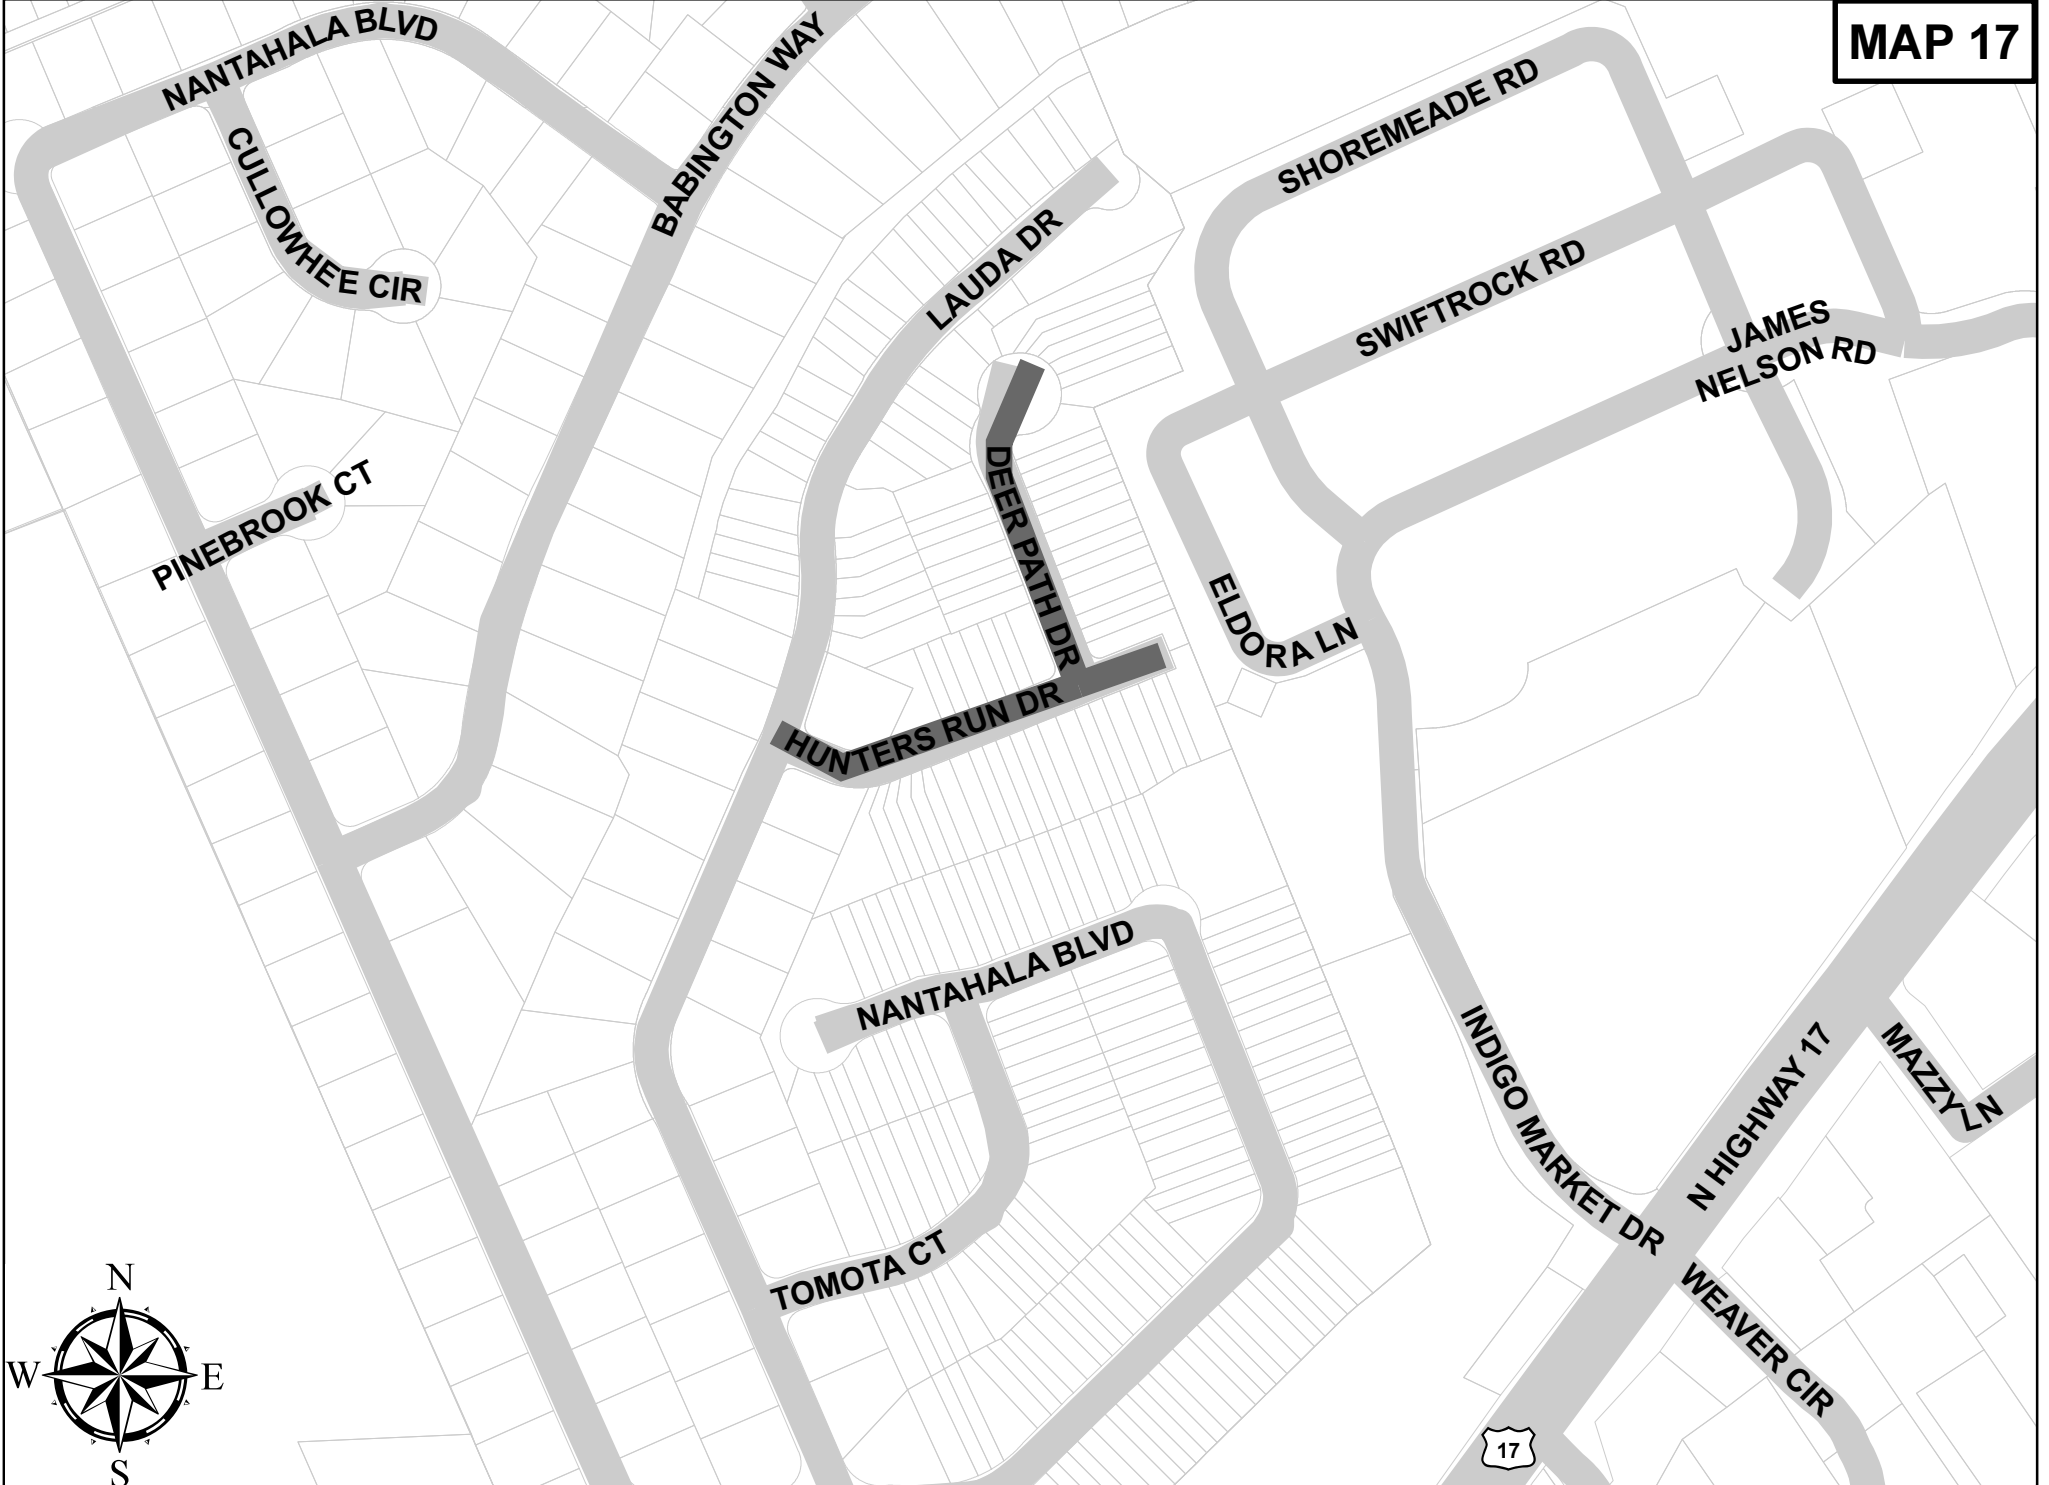 MAP 17
NANTAHALA BLVD
BABINGTON WAY
CULLOWHEE CIR
SHOREMEADE RD
LAUDA DR
SWIFTROCK RD
JAMES
NELSON RD
PINEBROOK CT
DEER PATH DR
ELDORA LN
HUNTERS RUN DR
NANTAHALA BLVD
INDIGO MARKET DR
N HIGHWAY 17
MAZZY LN
TOMOTA CT
WEAVER CIR
N
W E
S
17